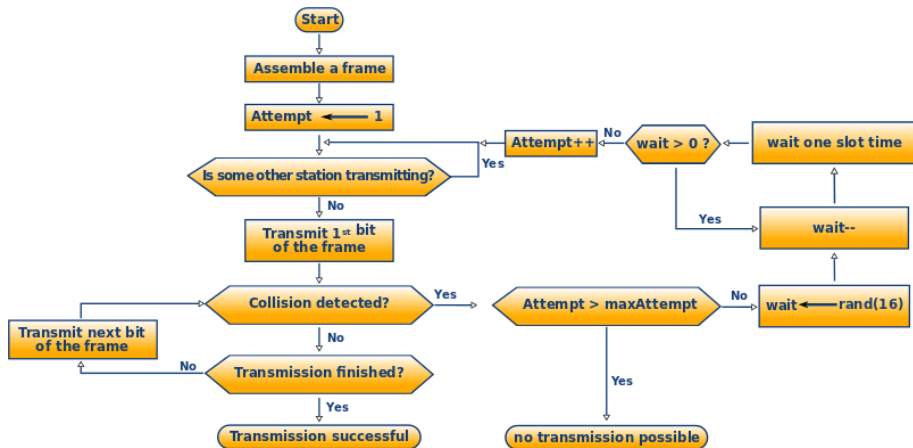 Start
Assemble a frame
Attempt 1
Is some other station transmitting?
Yes
No
Transmit 1st bit
of the frame
Collision detected?
Yes
No
Transmit next bit
of the frame
No
Transmission finished?
Yes
Transmission successful
Attempt++
No
wait > 0 ?
Yes
wait one slot time
wait--
Attempt > maxAttempt
No
wait rand(16)
Yes
no transmission possible